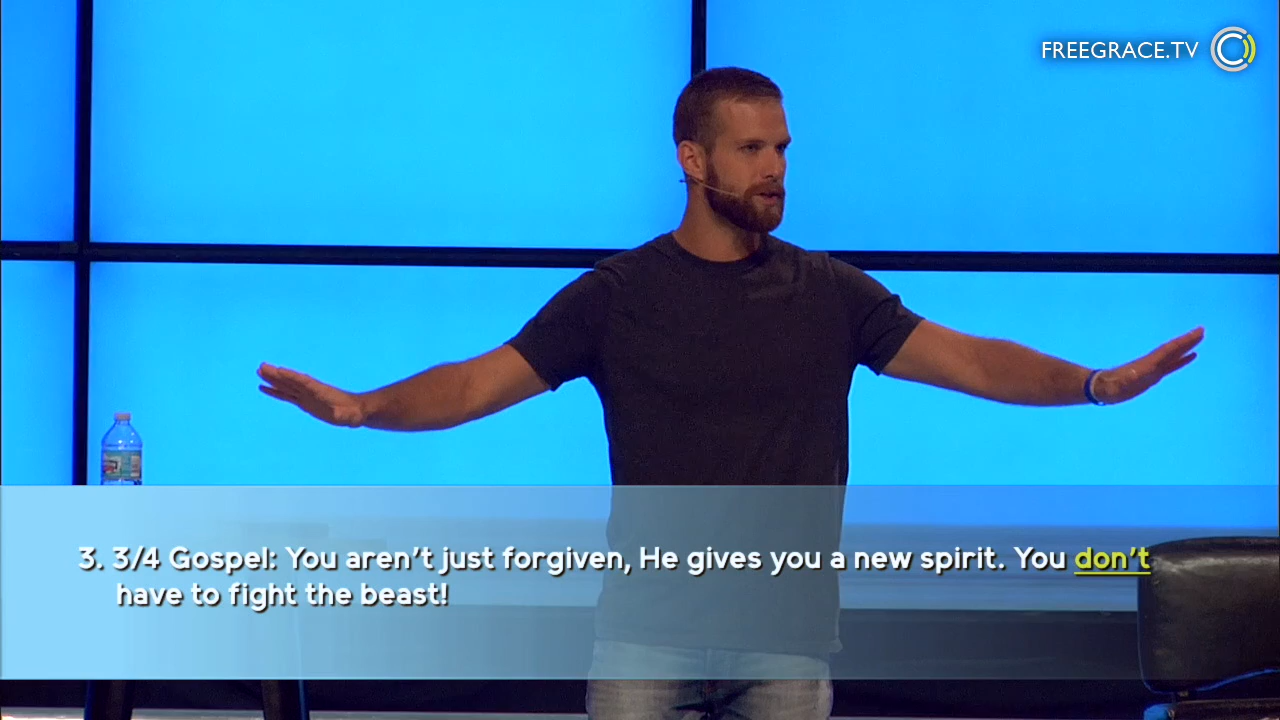 FREEGRACE.TV
3. 3/4 Gospel: You aren't just forgiven, He gives you a new spirit. You don't
have to fight the beast!